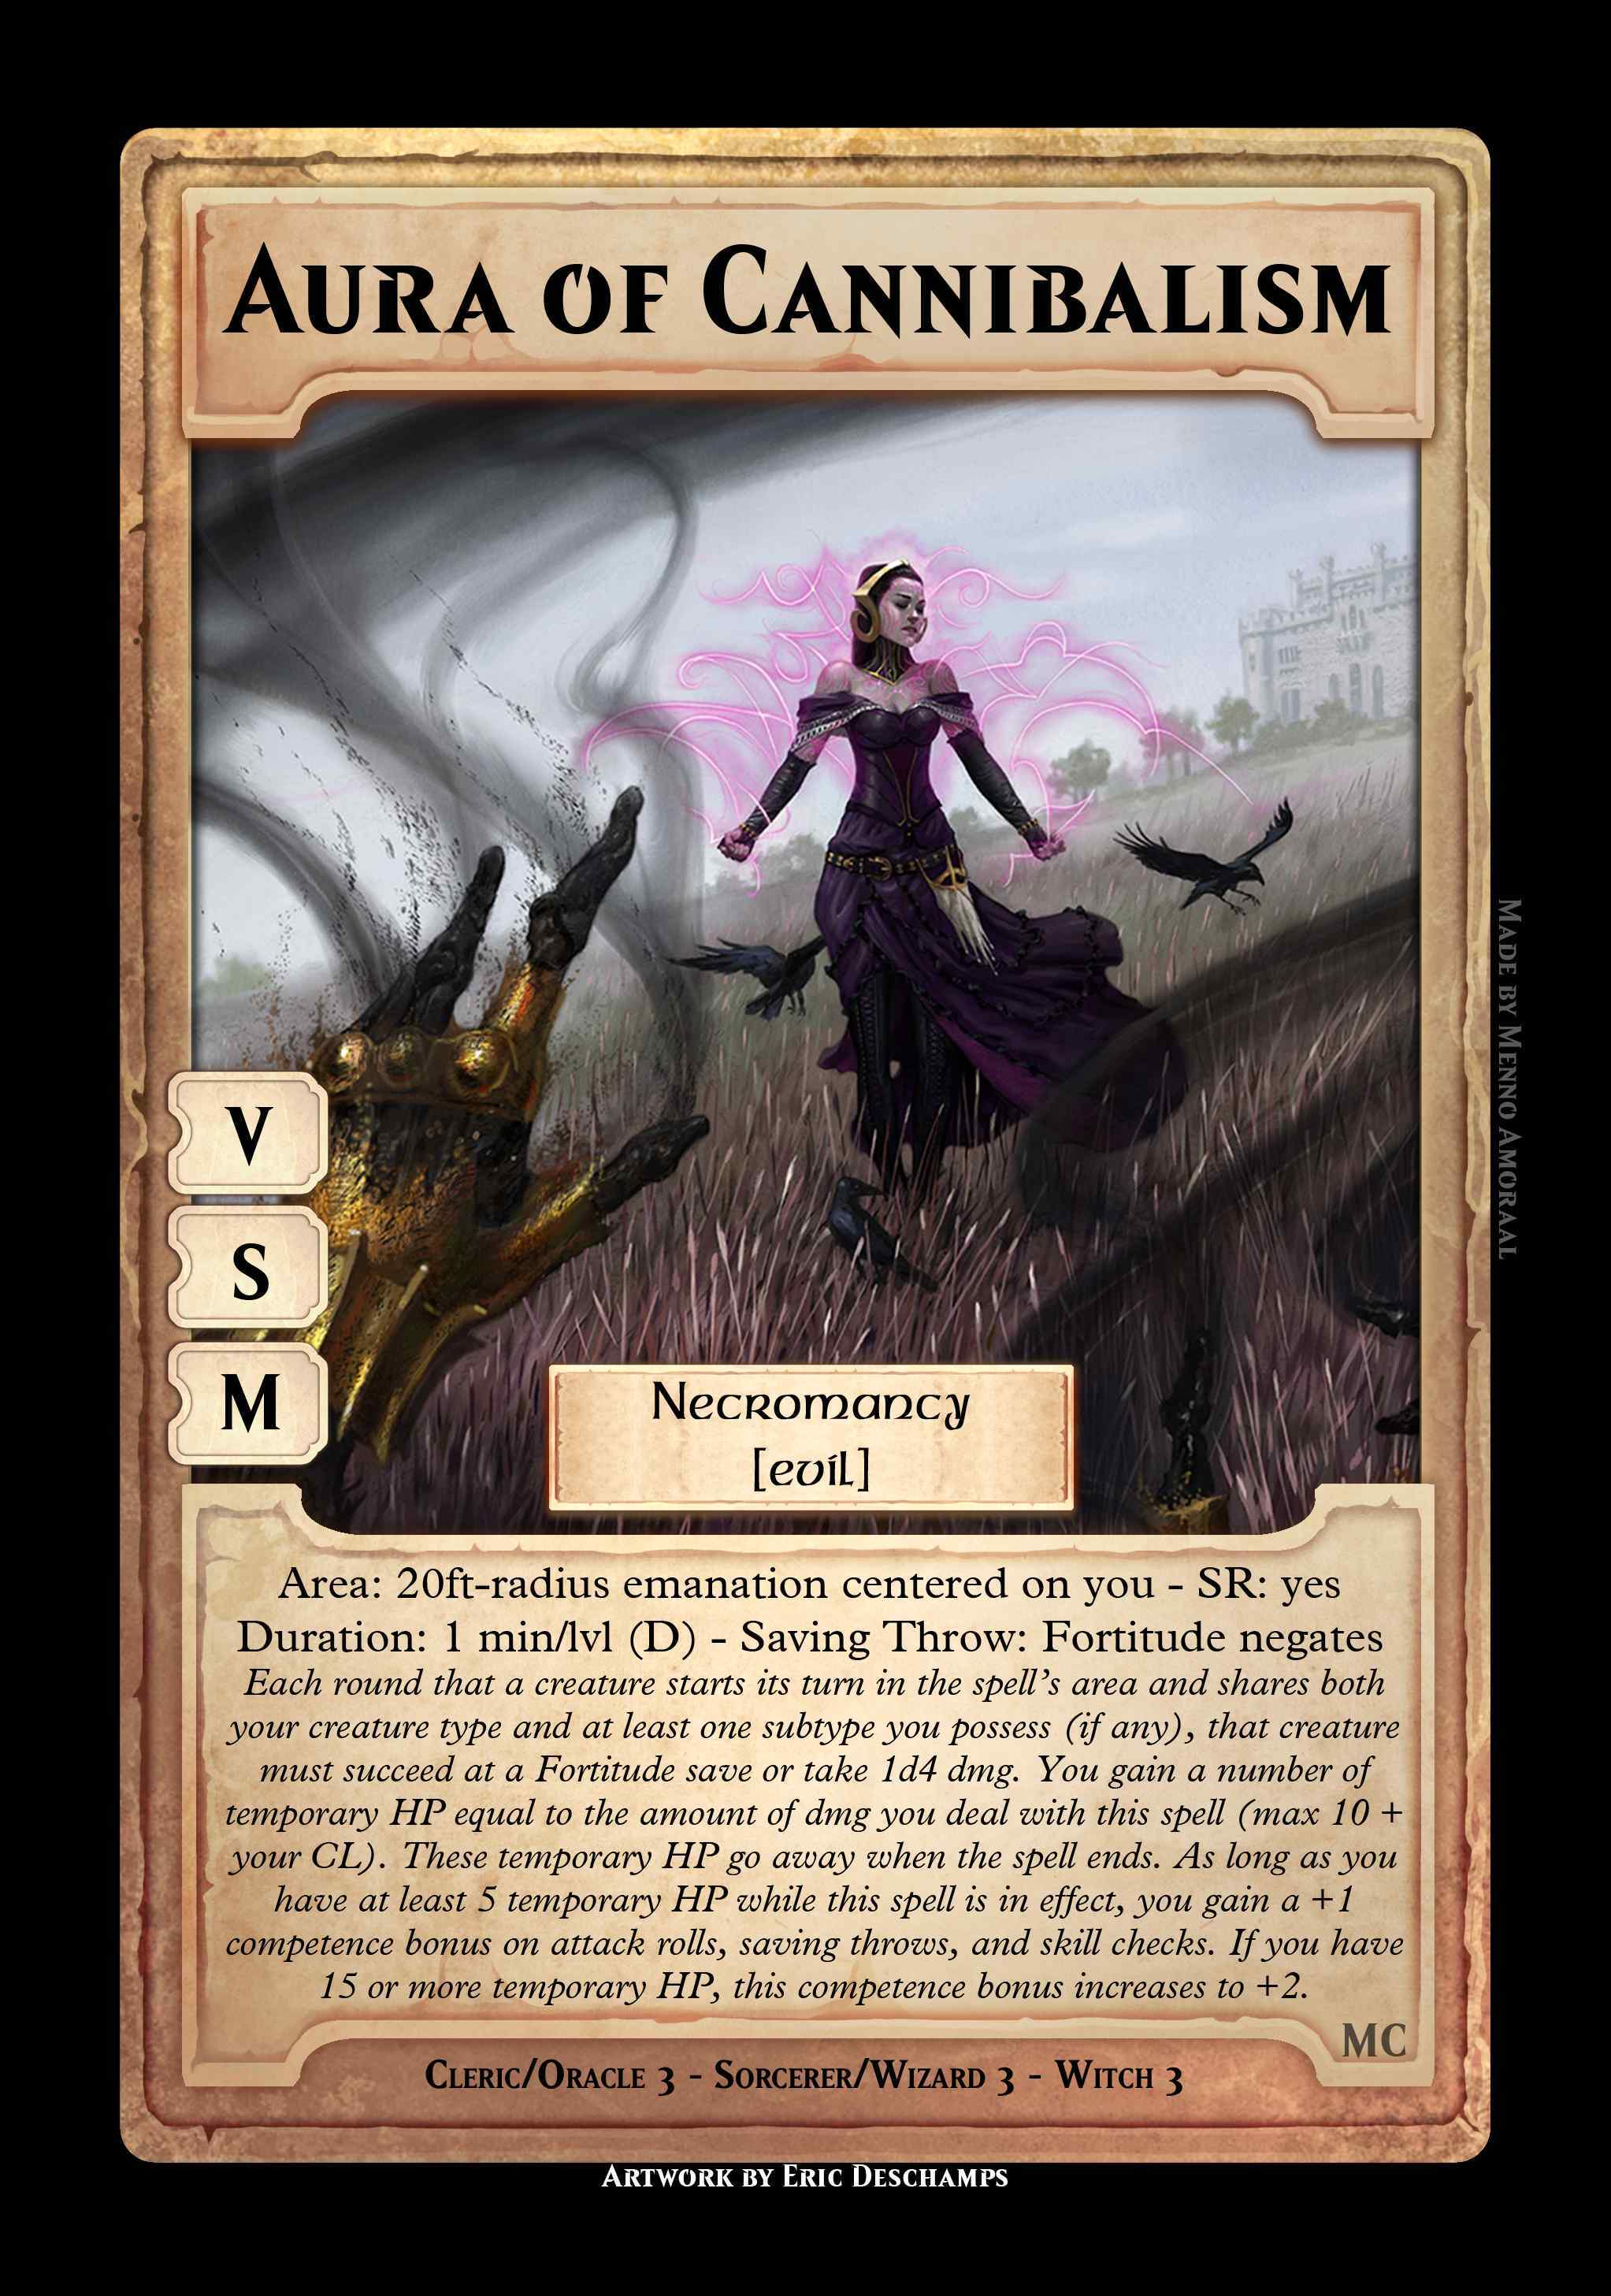 Aura of Cannibalism
V
S
M
Necromancy
[evil]
Area: 20ft-radius emanation centered on you - SR: yes
Duration: 1 min/lvl (D) - Saving Throw: Fortitude negates
Each round that a creature starts its turn in the spell's area and shares both
your creature type and at least one subtype you possess (if any), that creature
must succeed at a Fortitude save or take 1d4 dmg. You gain a number of
temporary HP equal to the amount of dmg you deal with this spell (max 10 +
your CL). These temporary HP go away when the spell ends. As long as you
have at least 5 temporary HP while this spell is in effect, you gain a +1
competence bonus on attack rolls, saving throws, and skill checks. If you have
15 or more temporary HP, this competence bonus increases to +2.
MC
Cleric/Oracle 3 - Sorcerer/Wizard 3 - Witch 3
Artwork by Eric Deschamps
Made by Menno Amoraal